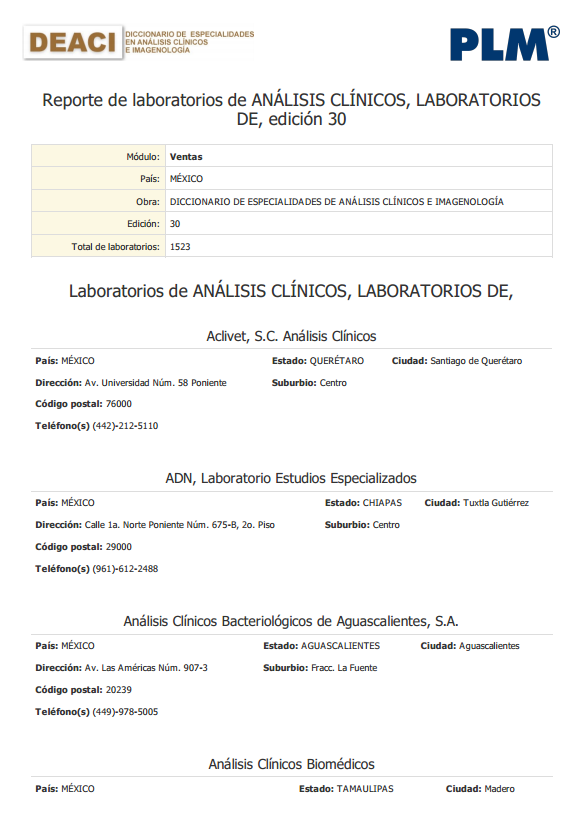 DEACI DICCIONARIO DE ESPECIALIDADES
EN ANÁLISIS CLÍNICOS
E IMAGENOLOGÍA
PLM®
Reporte de laboratorios de ANÁLISIS CLÍNICOS, LABORATORIOS
DE, edición 30
Módulo: Ventas
País: MÉXICO
Obra: DICCIONARIO DE ESPECIALIDADES DE ANÁLISIS CLÍNICOS E IMAGENOLOGÍA
Edición: 30
Total de laboratorios: 1523
Laboratorios de ANÁLISIS CLÍNICOS, LABORATORIOS DE,
Aclivet, S.C. Análisis Clínicos
País: MÉXICO Estado: QUERÉTARO Ciudad: Santiago de Querétaro
Dirección: Av. Universidad Núm. 58 Poniente Suburbio: Centro
Código postal: 76000
Teléfono(s) (442)-212-5110
ADN, Laboratorio Estudios Especializados
País: MÉXICO Estado: CHIAPAS Ciudad: Tuxtla Gutiérrez
Dirección: Calle 1a. Norte Poniente Núm. 675-B, 2o. Piso Suburbio: Centro
Código postal: 29000
Teléfono(s) (961)-612-2488
Análisis Clínicos Bacteriológicos de Aguascalientes, S.A.
País: MÉXICO Estado: AGUASCALIENTES Ciudad: Aguascalientes
Dirección: Av. Las Américas Núm. 907-3 Suburbio: Fracc. La Fuente
Código postal: 20239
Teléfono(s) (449)-978-5005
Análisis Clínicos Biomédicos
País: MÉXICO Estado: TAMAULIPAS Ciudad: Madero